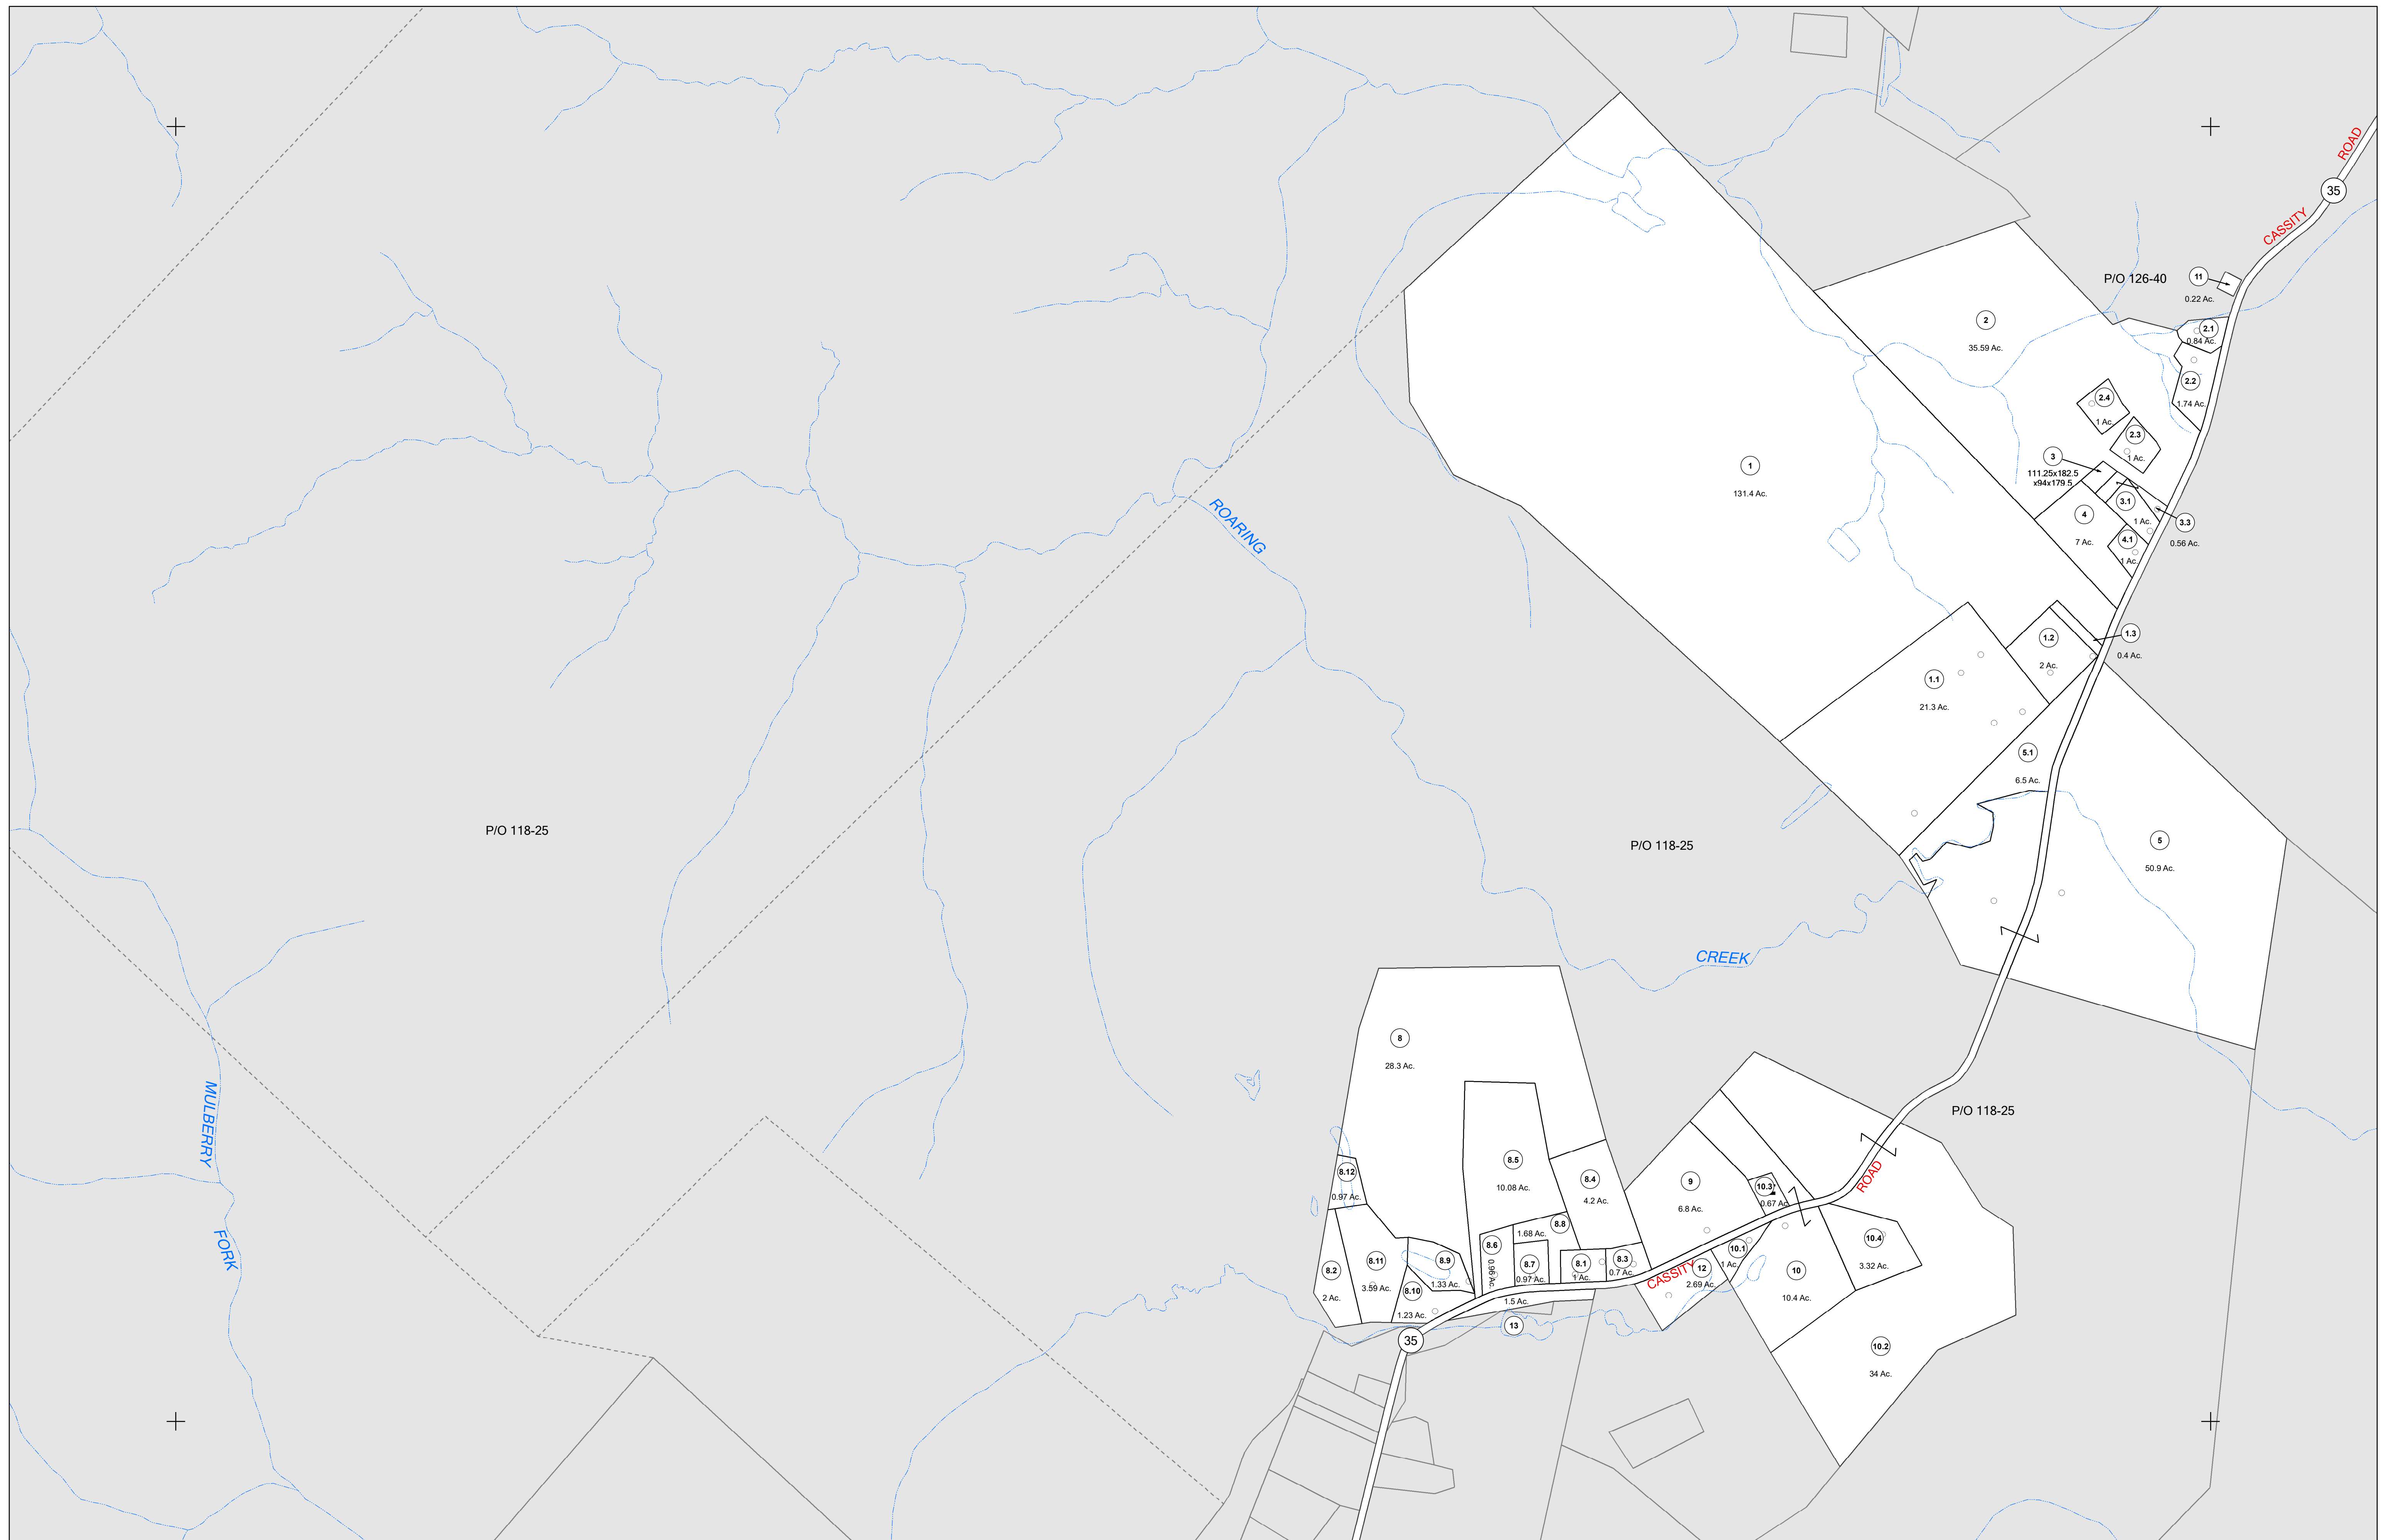 ROAD
35
CASSITY
P/O 126-40
11
0.22 Ac.
2
35.59 Ac.
2.1
0.84 Ac.
2.2
1.74 Ac.
2.4
1 Ac.
2.3
1 Ac.
3
111.25x182.5
x94x179.5
1
131.4 Ac.
3.1
1 Ac.
3.3
0.56 Ac.
4
7 Ac.
4.1
1 Ac.
ROARING
1.2
2 Ac.
1.3
0.4 Ac.
1.1
21.3 Ac.
5.1
6.5 Ac.
P/O 118-25
P/O 118-25
5
50.9 Ac.
CREEK
8
28.3 Ac.
P/O 118-25
MULBERRY
FORK
8.12
0.97 Ac.
8.5
10.08 Ac.
8.4
4.2 Ac.
9
6.8 Ac.
10.3
0.67 Ac.
ROAD
8.8
1.68 Ac.
8.6
0.96 Ac.
8.7
0.97 Ac.
8.1
1 Ac.
8.3
0.7 Ac.
8.2
2 Ac.
8.11
3.59 Ac.
8.9
1.33 Ac.
8.10
1.23 Ac.
CASSITY
12
2.69 Ac.
10.1
1 Ac.
10
10.4 Ac.
10.4
3.32 Ac.
1.5 Ac.
13
35
10.2
34 Ac.